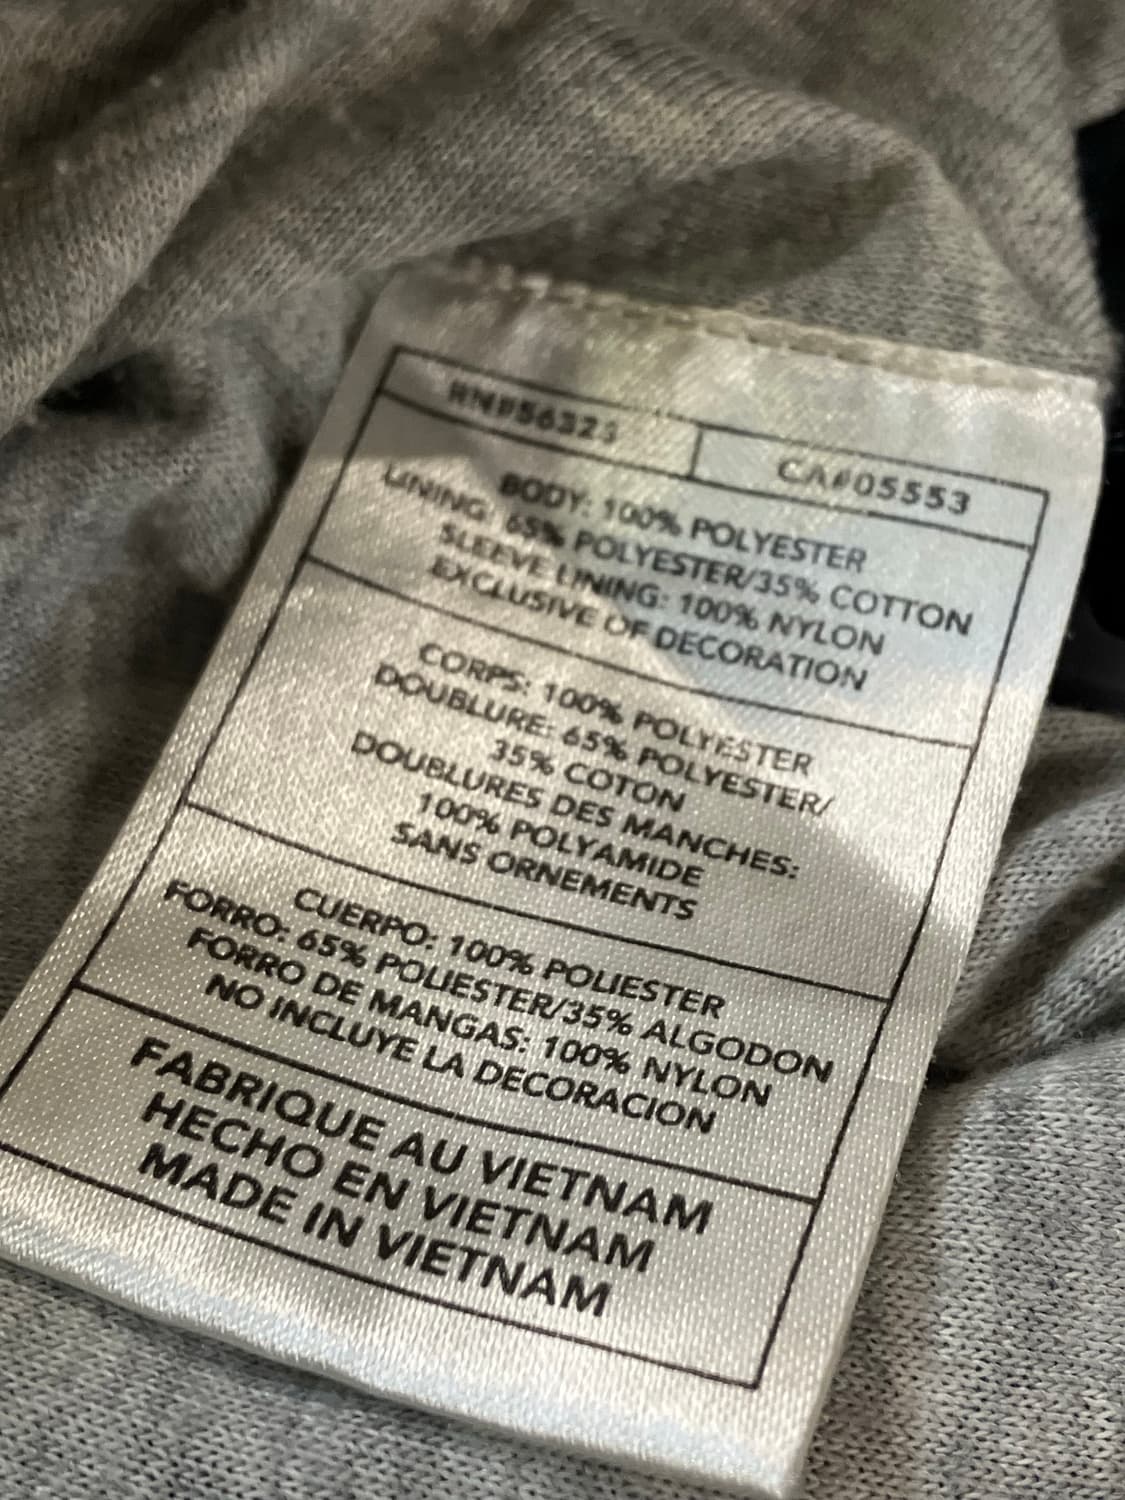 RN#56323
CA#05553
BODY: 100% POLYESTER
LINING: 65% POLYESTER/35% COTTON
SLEEVE LINING: 100% NYLON
EXCLUSIVE OF DECORATION
CORPS: 100% POLYESTER
DOUBLURE: 65% POLYESTER/
35% COTON
DOUBLURES DES MANCHES:
100% POLYAMIDE
SANS ORNEMENTS
CUERPO: 100% POLIESTER
FORRO: 65% POLIESTER/35% ALGODON
FORRO DE MANGAS: 100% NYLON
NO INCLUYE LA DECORACION
FABRIQUE AU VIETNAM
HECHO EN VIETNAM
MADE IN VIETNAM